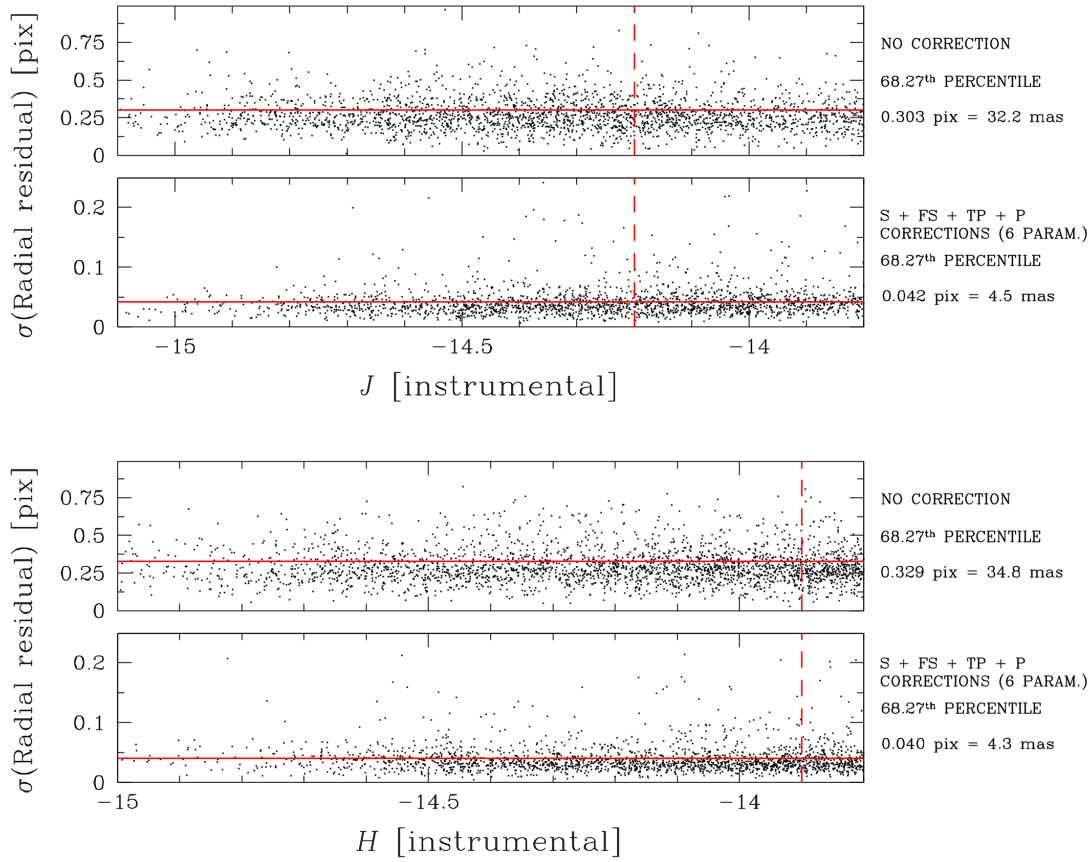 σ(Radial residual) [pix]
0.75
0.5
0.25
0
NO CORRECTION
68.27th PERCENTILE
0.303 pix = 32.2 mas
0.2
0.1
0
S + FS + TP + P
CORRECTIONS (6 PARAM.)
68.27th PERCENTILE
0.042 pix = 4.5 mas
−15 −14.5 −14
J [instrumental]
σ(Radial residual) [pix]
0.75
0.5
0.25
0
NO CORRECTION
68.27th PERCENTILE
0.329 pix = 34.8 mas
0.2
0.1
0
S + FS + TP + P
CORRECTIONS (6 PARAM.)
68.27th PERCENTILE
0.040 pix = 4.3 mas
−15 −14.5 −14
H [instrumental]